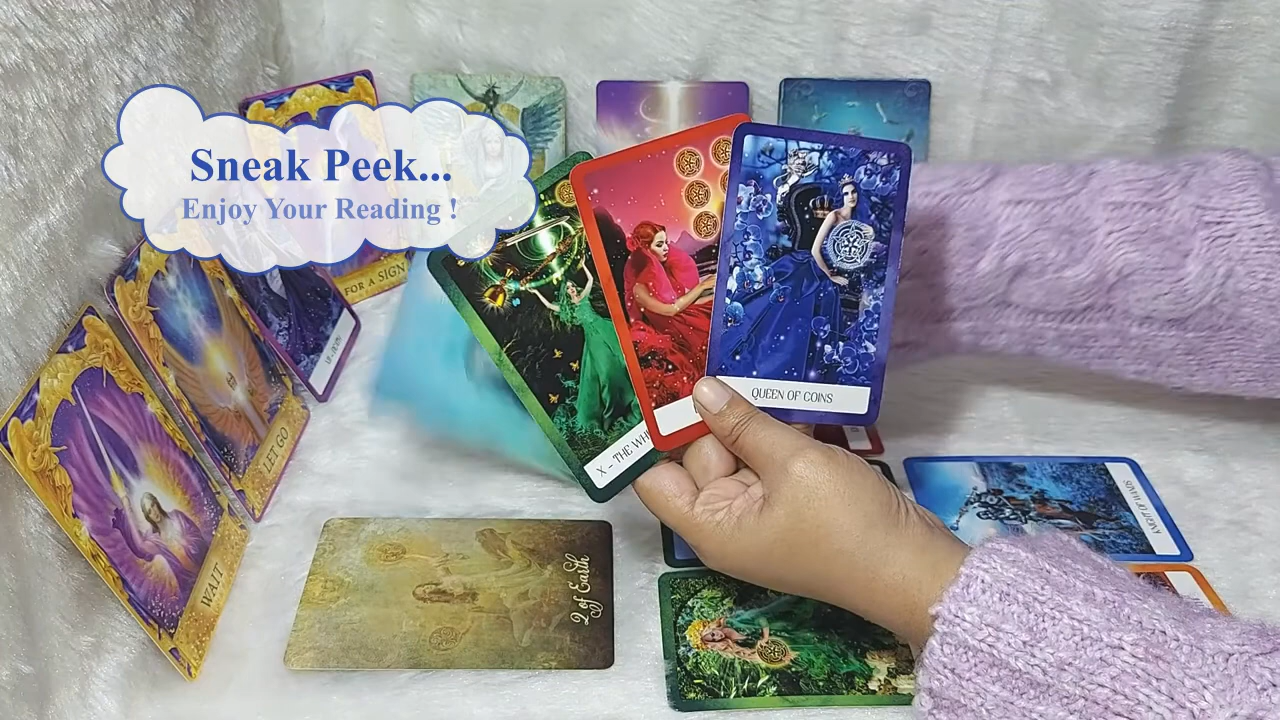 Sneak Peek...
Enjoy Your Reading !
FOR A SIGN
LET GO
WAIT
X - THE WH
QUEEN OF COINS
KNIGHT OF WANDS
2 of Earth